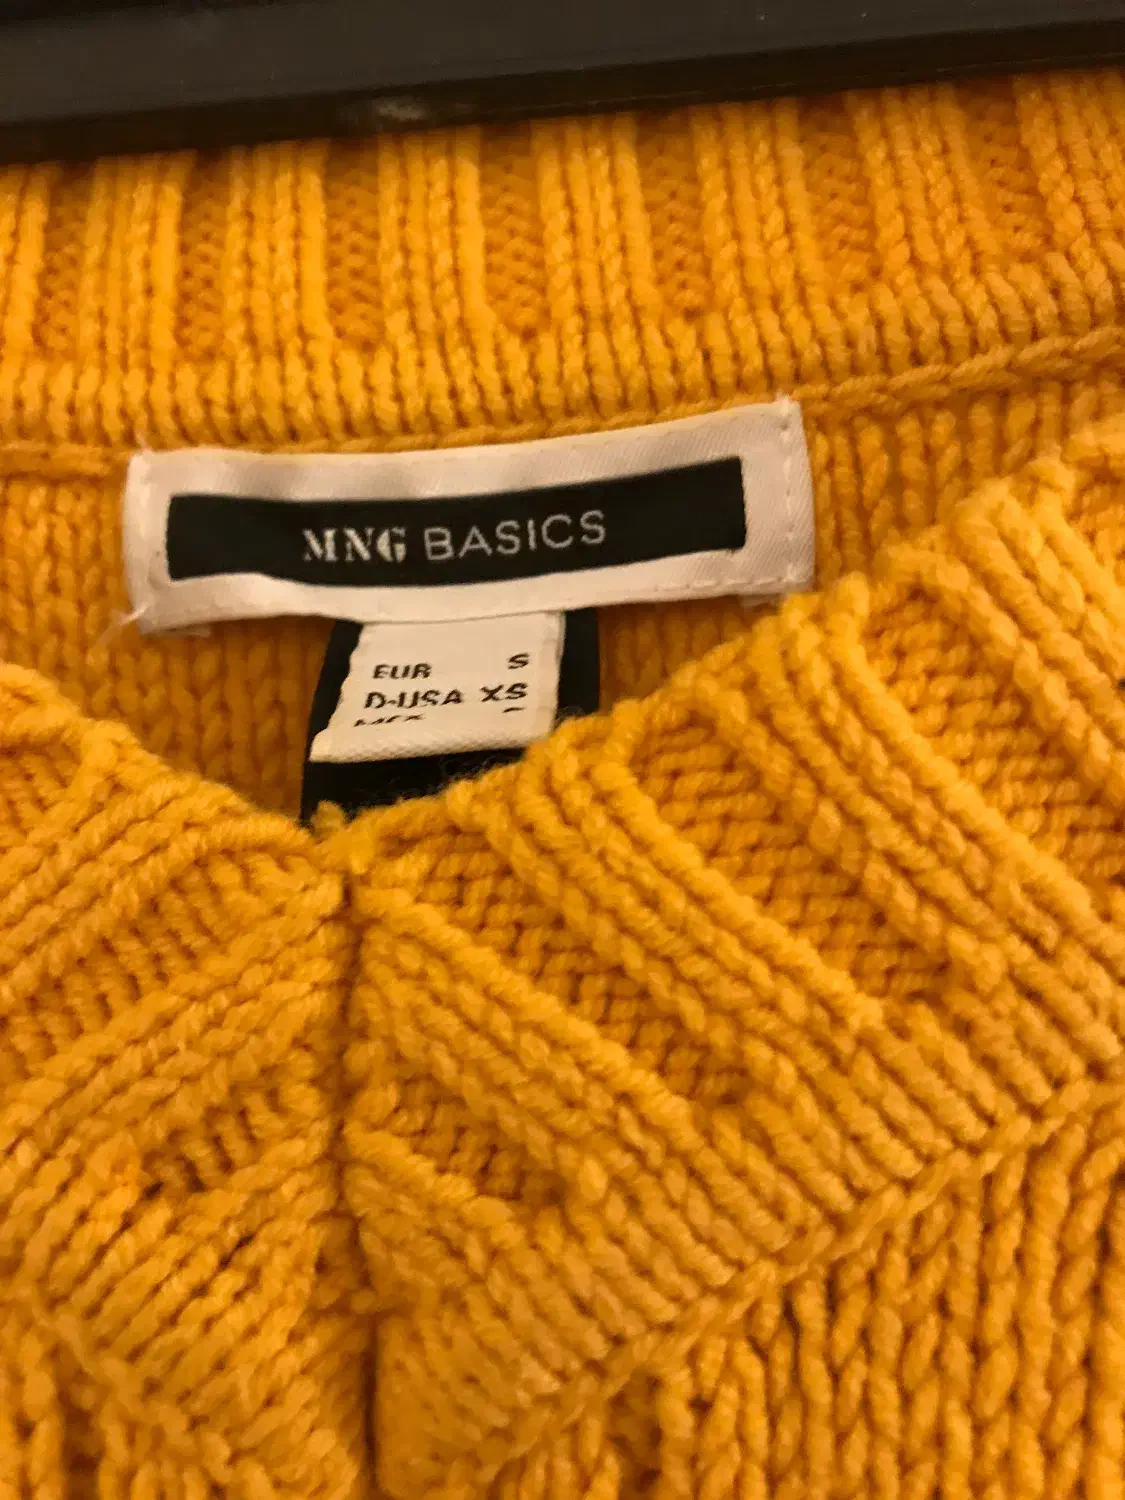 MNG BASICS
EUR S
D-USA XS